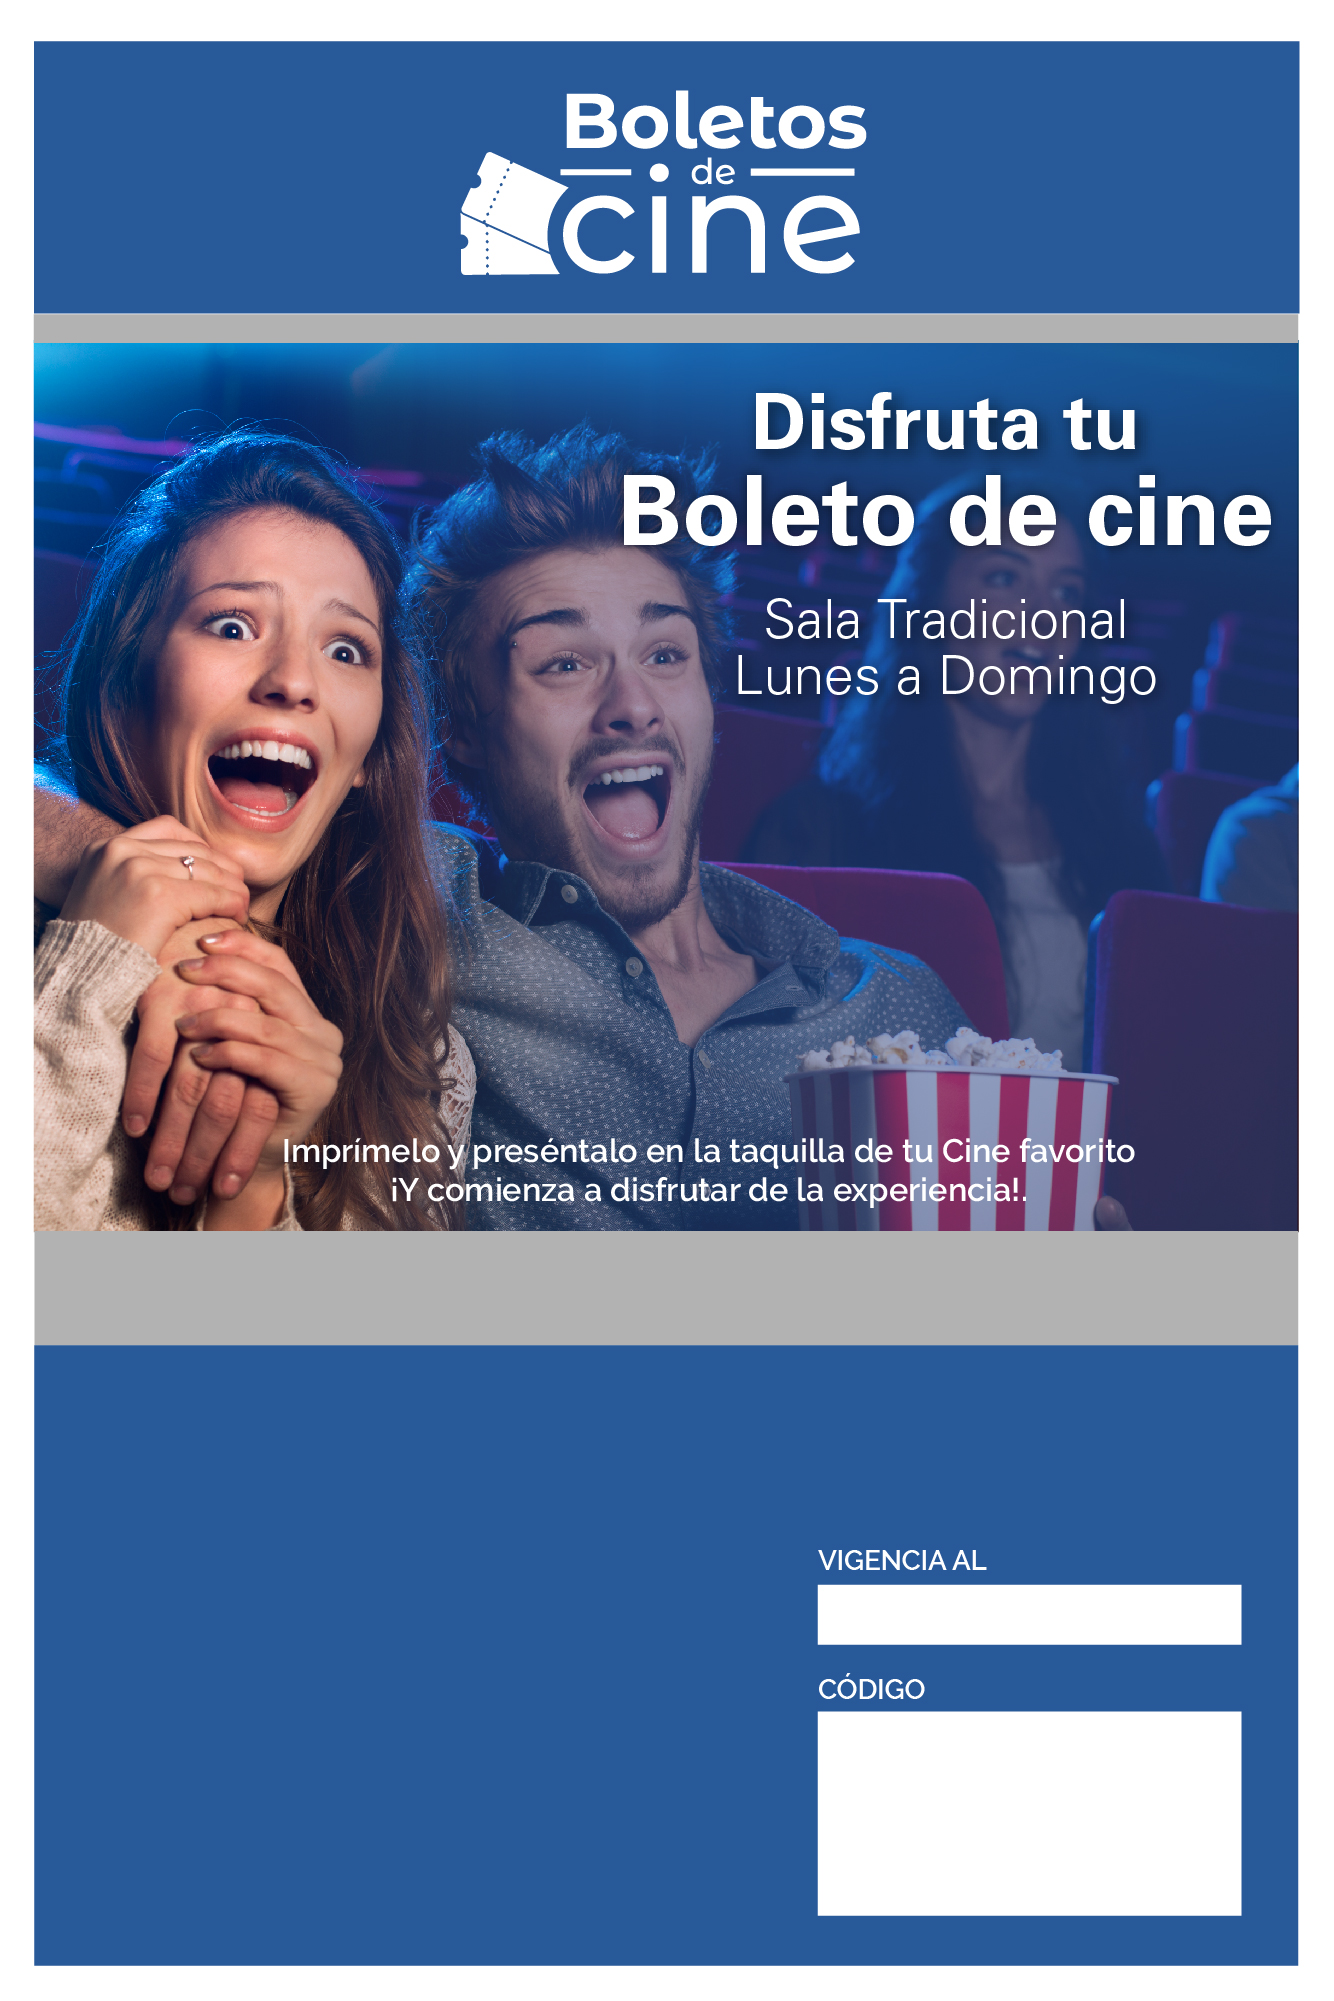 Boletos
de
cine
Disfruta tu
Boleto de cine
Sala Tradicional
Lunes a Domingo
Imprímelo y preséntalo en la taquilla de tu Cine favorito
¡Y comienza a disfrutar de la experiencia!.
VIGENCIA AL
CÓDIGO